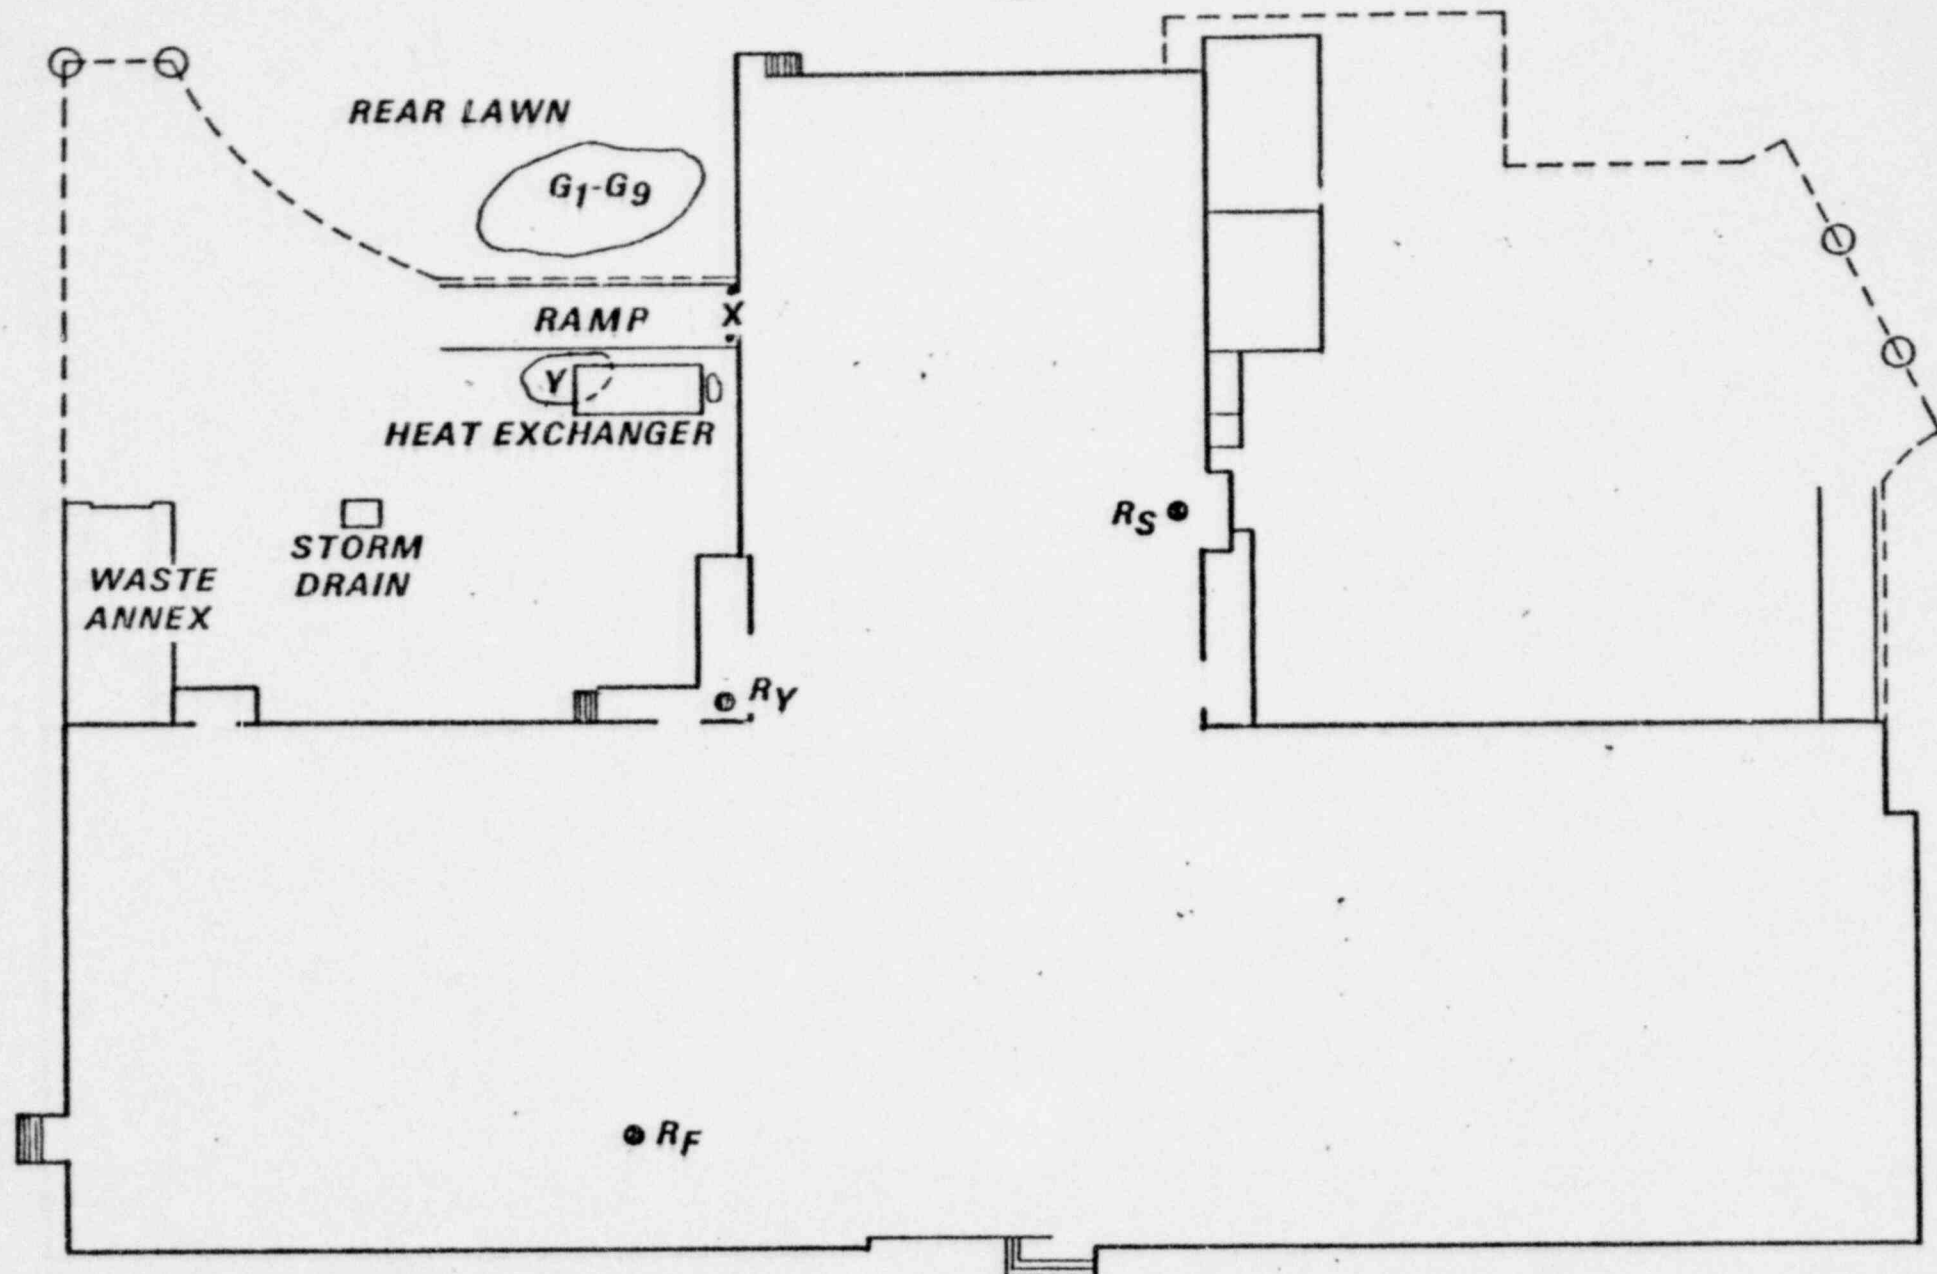 REAR LAWN
G1-G9
RAMP
X
Y
HEAT EXCHANGER
RS
STORM
DRAIN
WASTE
ANNEX
RY
RF